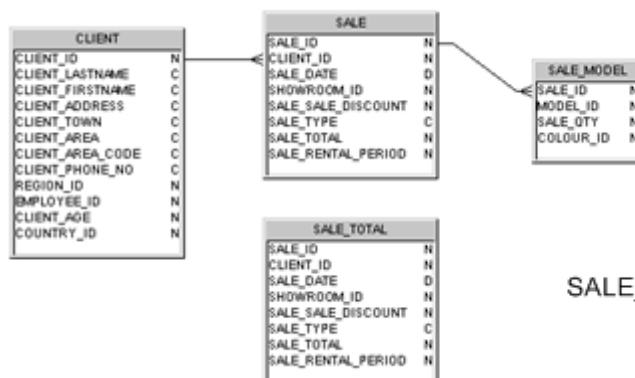 CLIENT
CLIENT_ID N
CLIENT_LASTNAME C
CLIENT_FIRSTNAME C
CLIENT_ADDRESS C
CLIENT_TOWN C
CLIENT_AREA C
CLIENT_AREA_CODE C
CLIENT_PHONE_NO C
REGION_ID N
EMPLOYEE_ID N
CLIENT_AGE N
COUNTRY_ID N
SALE
SALE_ID N
CLIENT_ID N
SALE_DATE D
SHOWROOM_ID N
SALE_SALE_DISCOUNT N
SALE_TYPE C
SALE_TOTAL N
SALE_RENTAL_PERIOD N
SALE_MODEL
SALE_ID N
MODEL_ID N
SALE_QTY N
COLOUR_ID N
SALE_TOTAL
SALE_ID N
CLIENT_ID N
SALE_DATE D
SHOWROOM_ID N
SALE_SALE_DISCOUNT N
SALE_TYPE C
SALE_TOTAL N
SALE_RENTAL_PERIOD N
SALE_